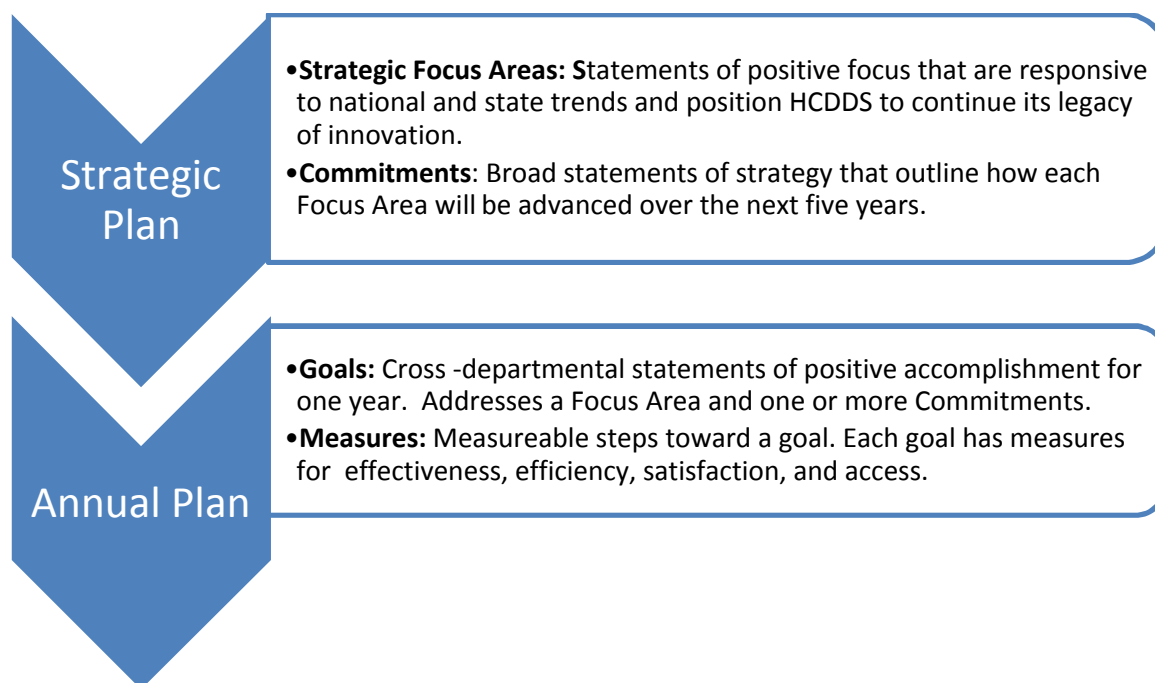 Strategic
Plan
•Strategic Focus Areas: Statements of positive focus that are responsive
to national and state trends and position HCDDS to continue its legacy
of innovation.
•Commitments: Broad statements of strategy that outline how each
Focus Area will be advanced over the next five years.
Annual Plan
•Goals: Cross -departmental statements of positive accomplishment for
one year.  Addresses a Focus Area and one or more Commitments.
•Measures: Measureable steps toward a goal. Each goal has measures
for  effectiveness, efficiency, satisfaction, and access.